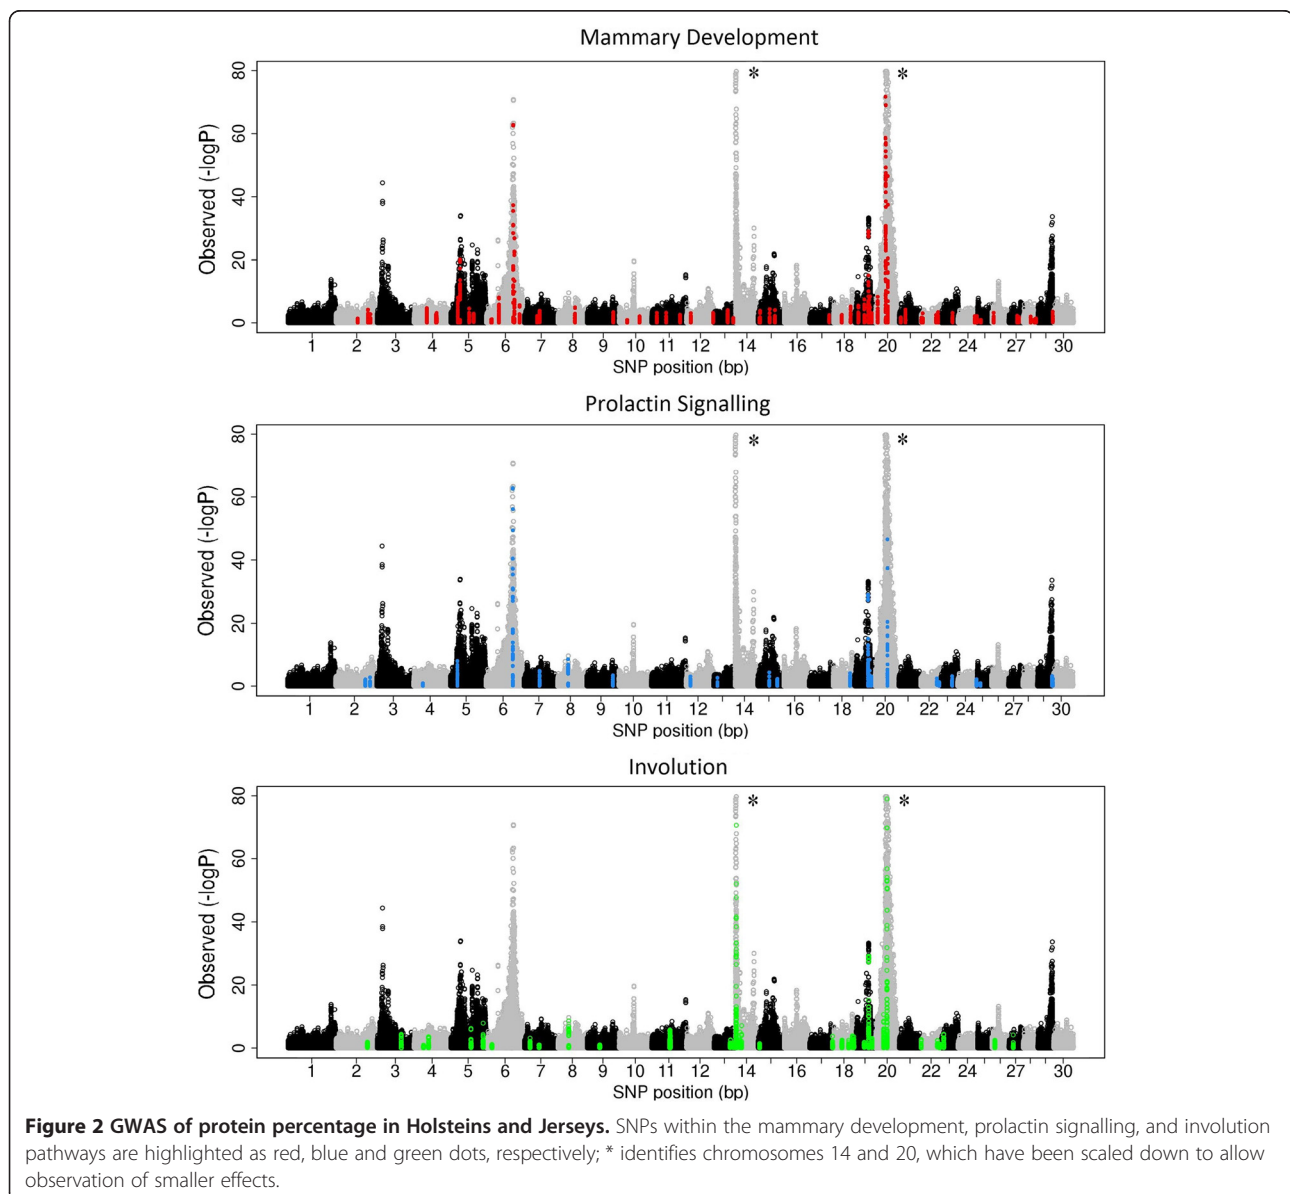 Mammary Development
80
60
40
20
0
Observed (-logP)
*
*
1 2 3 4 5 6 7 8 9 10 11 12 14 16 18 20 22 24 27 30
SNP position (bp)
Prolactin Signalling
80
60
40
20
0
Observed (-logP)
*
*
1 2 3 4 5 6 7 8 9 10 11 12 14 16 18 20 22 24 27 30
SNP position (bp)
Involution
80
60
40
20
0
Observed (-logP)
*
*
1 2 3 4 5 6 7 8 9 10 11 12 14 16 18 20 22 24 27 30
SNP position (bp)
Figure 2 GWAS of protein percentage in Holsteins and Jerseys. SNPs within the mammary development, prolactin signalling, and involution
pathways are highlighted as red, blue and green dots, respectively; * identifies chromosomes 14 and 20, which have been scaled down to allow
observation of smaller effects.